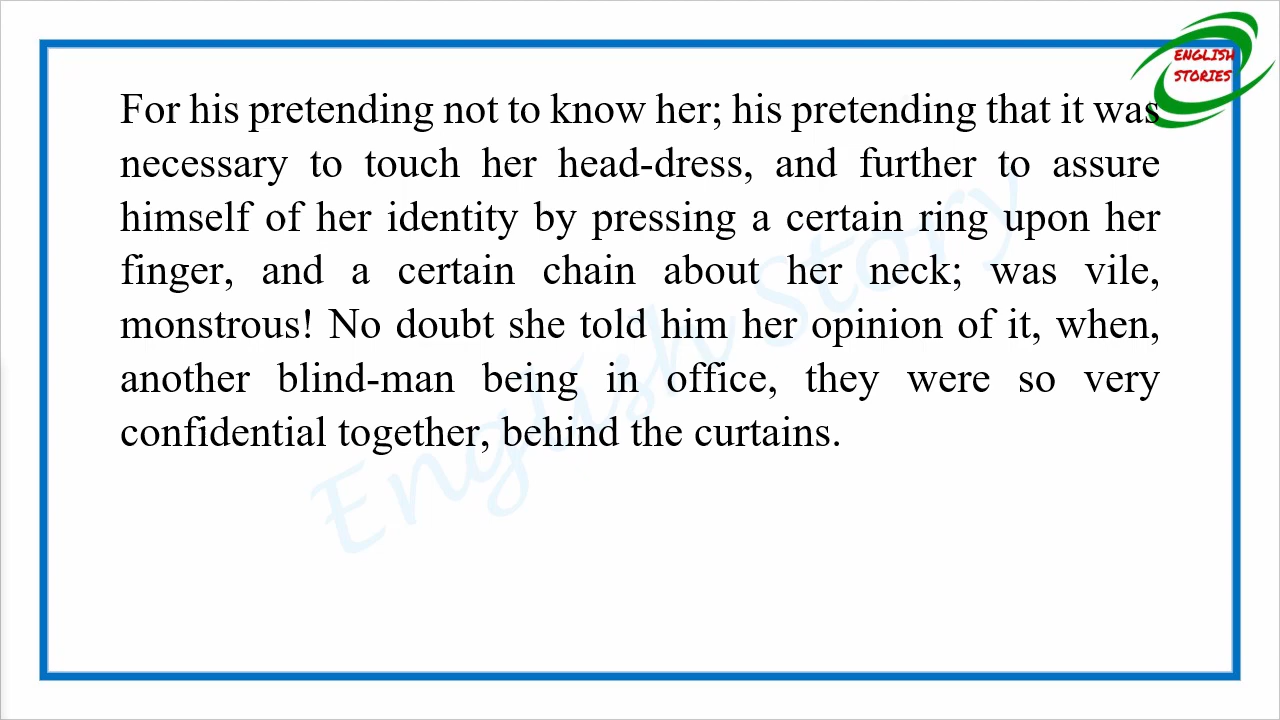 ENGLISH
STORIES
For his pretending not to know her; his pretending that it was
necessary to touch her head-dress, and further to assure
himself of her identity by pressing a certain ring upon her
finger, and a certain chain about her neck; was vile,
monstrous! No doubt she told him her opinion of it, when,
another blind-man being in office, they were so very
confidential together, behind the curtains.
English Story